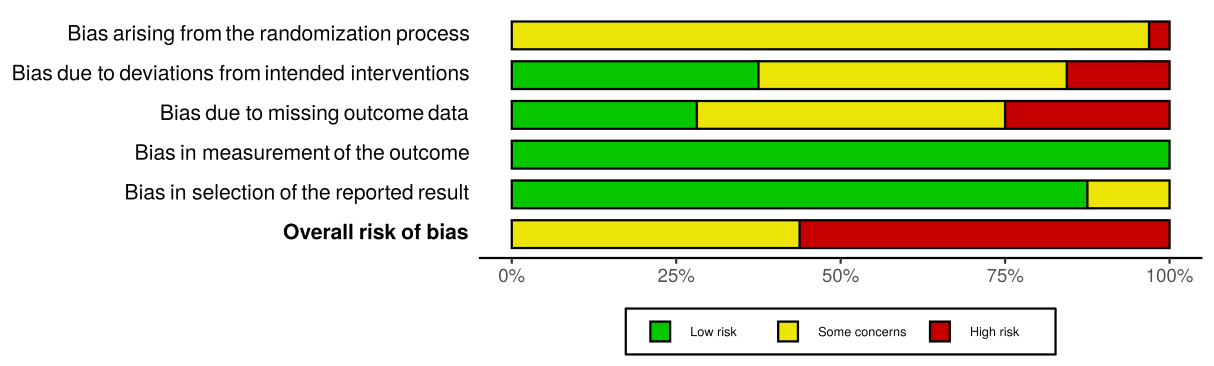 Bias arising from the randomization process
Bias due to deviations from intended interventions
Bias due to missing outcome data
Bias in measurement of the outcome
Bias in selection of the reported result
Overall risk of bias
0% 25% 50% 75% 100%
Low risk Some concerns High risk